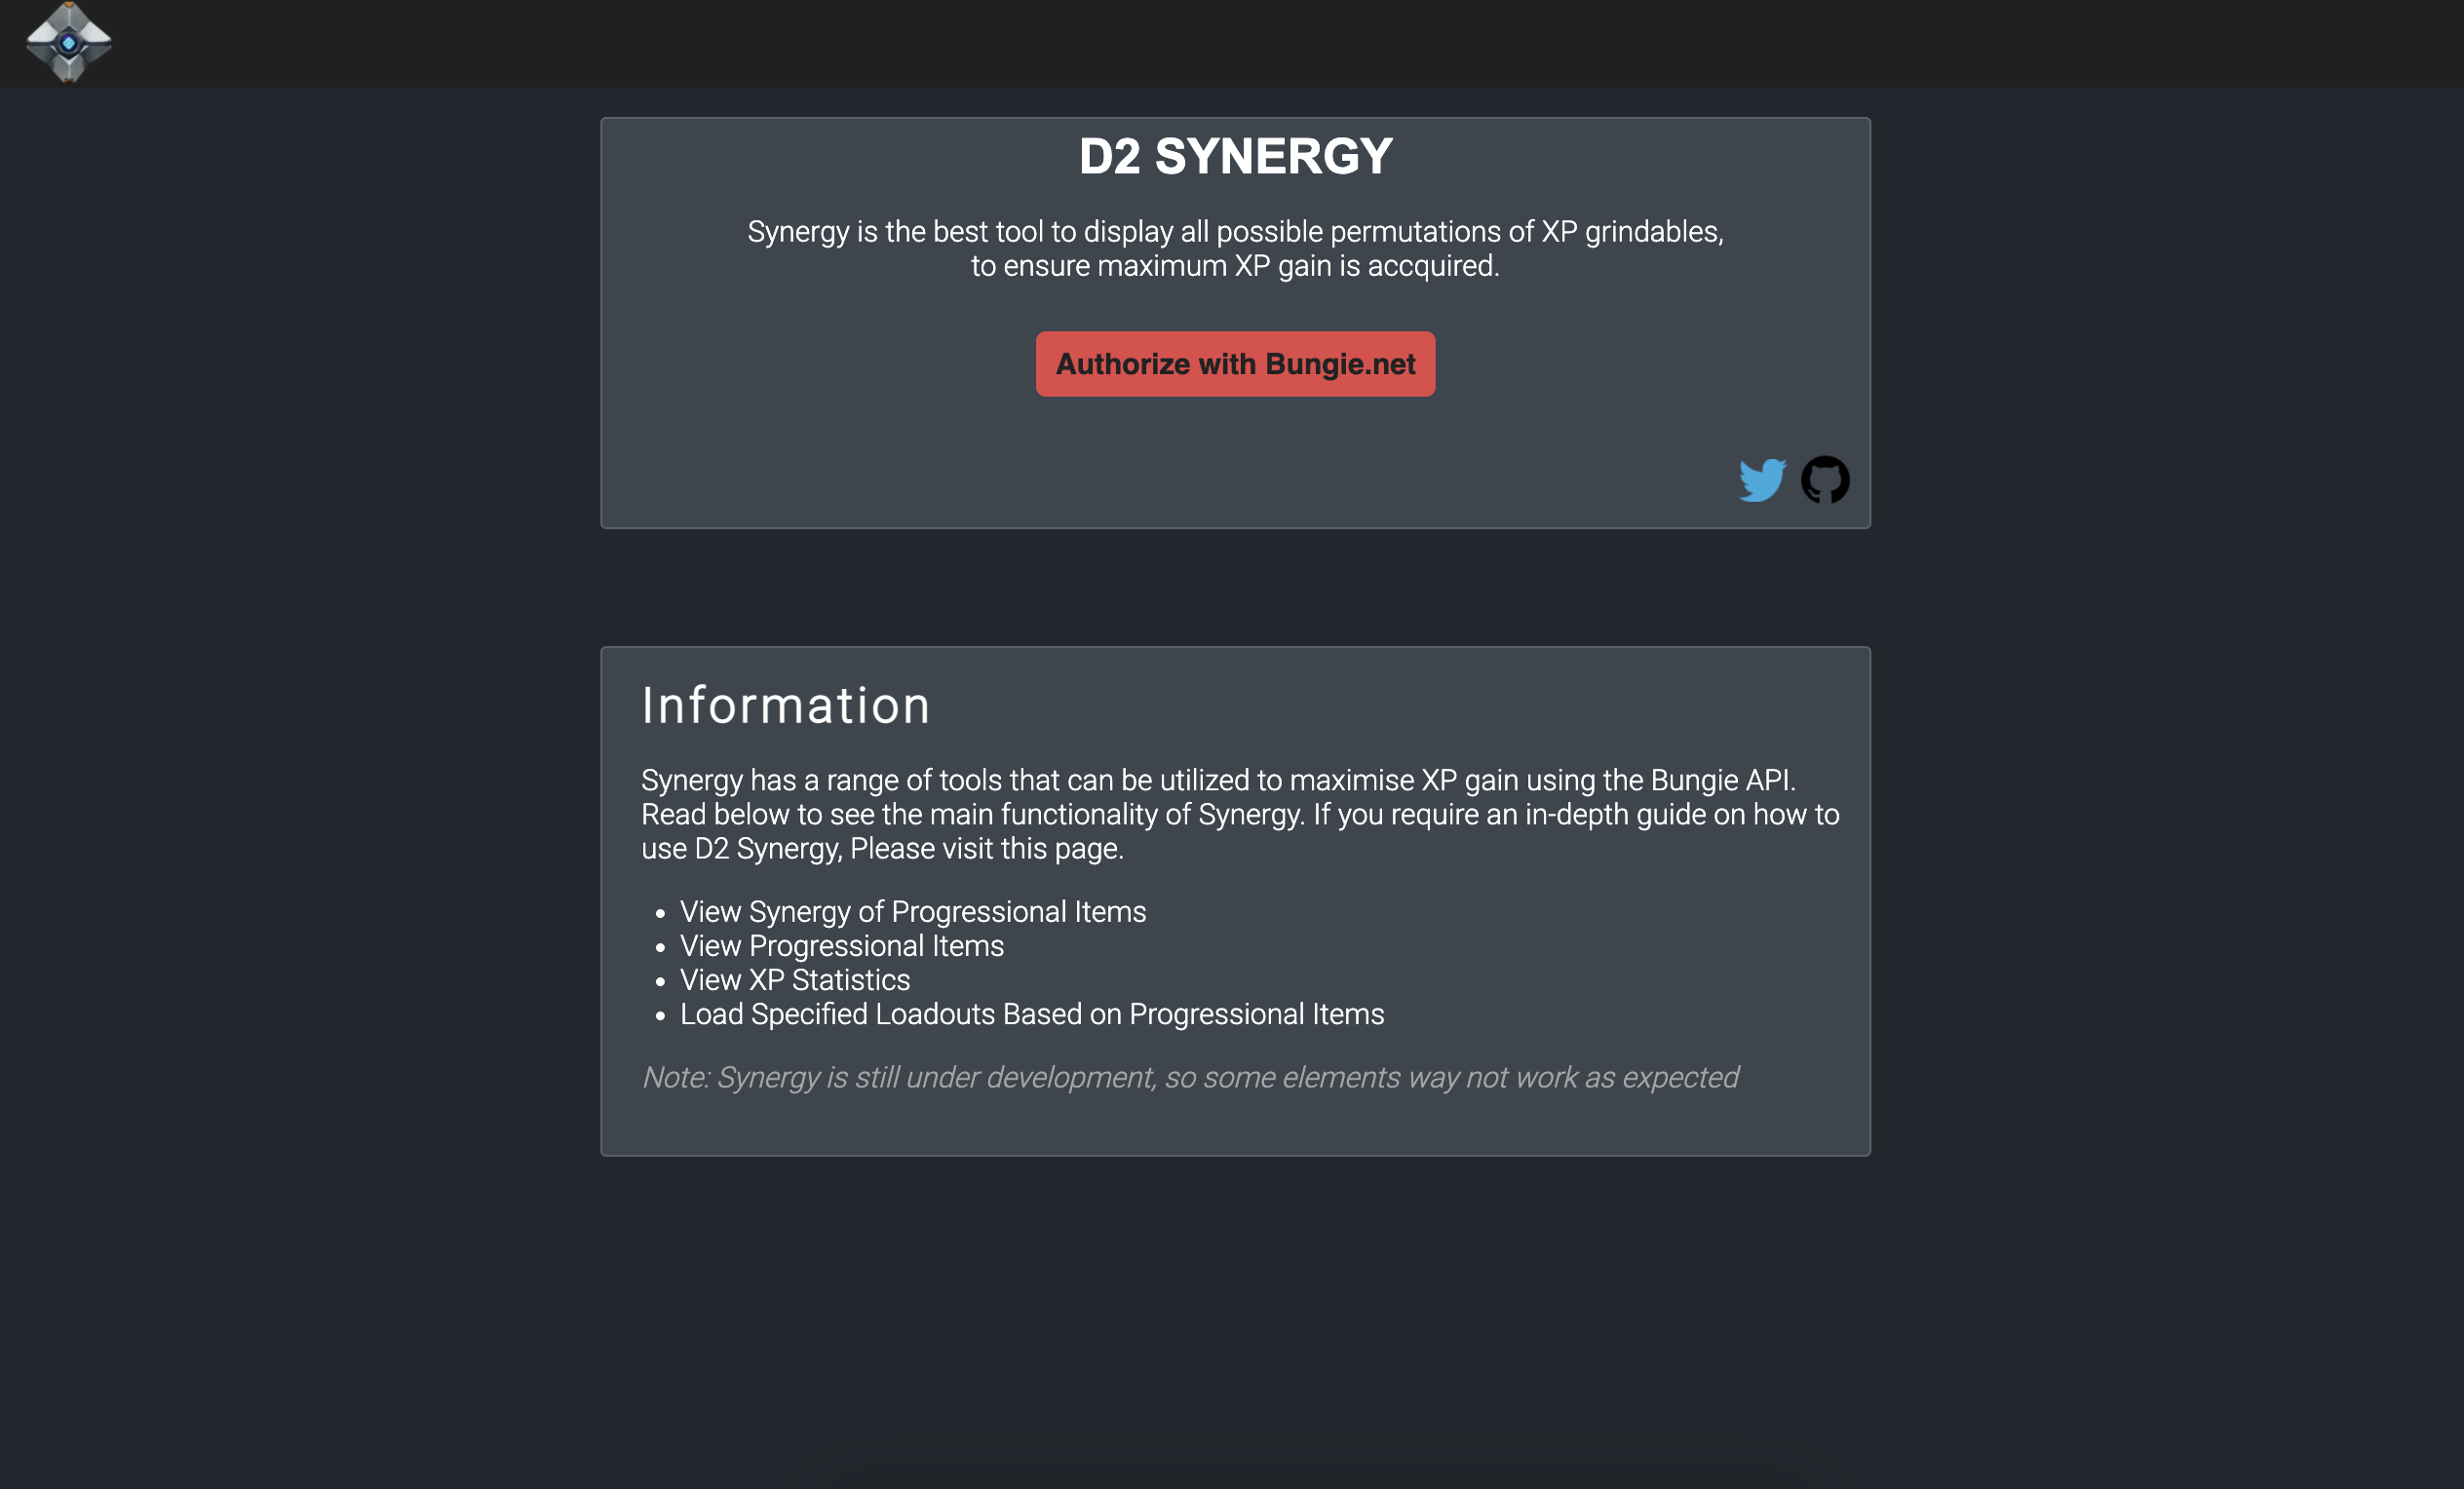 D2 SYNERGY
Synergy is the best tool to display all possible permutations of XP grindables,
to ensure maximum XP gain is accquired.
Authorize with Bungie.net
Information
Synergy has a range of tools that can be utilized to maximise XP gain using the Bungie API.
Read below to see the main functionality of Synergy. If you require an in-depth guide on how to
use D2 Synergy, Please visit this page.
• View Synergy of Progressional Items
• View Progressional Items
• View XP Statistics
• Load Specified Loadouts Based on Progressional Items
Note: Synergy is still under development, so some elements way not work as expected